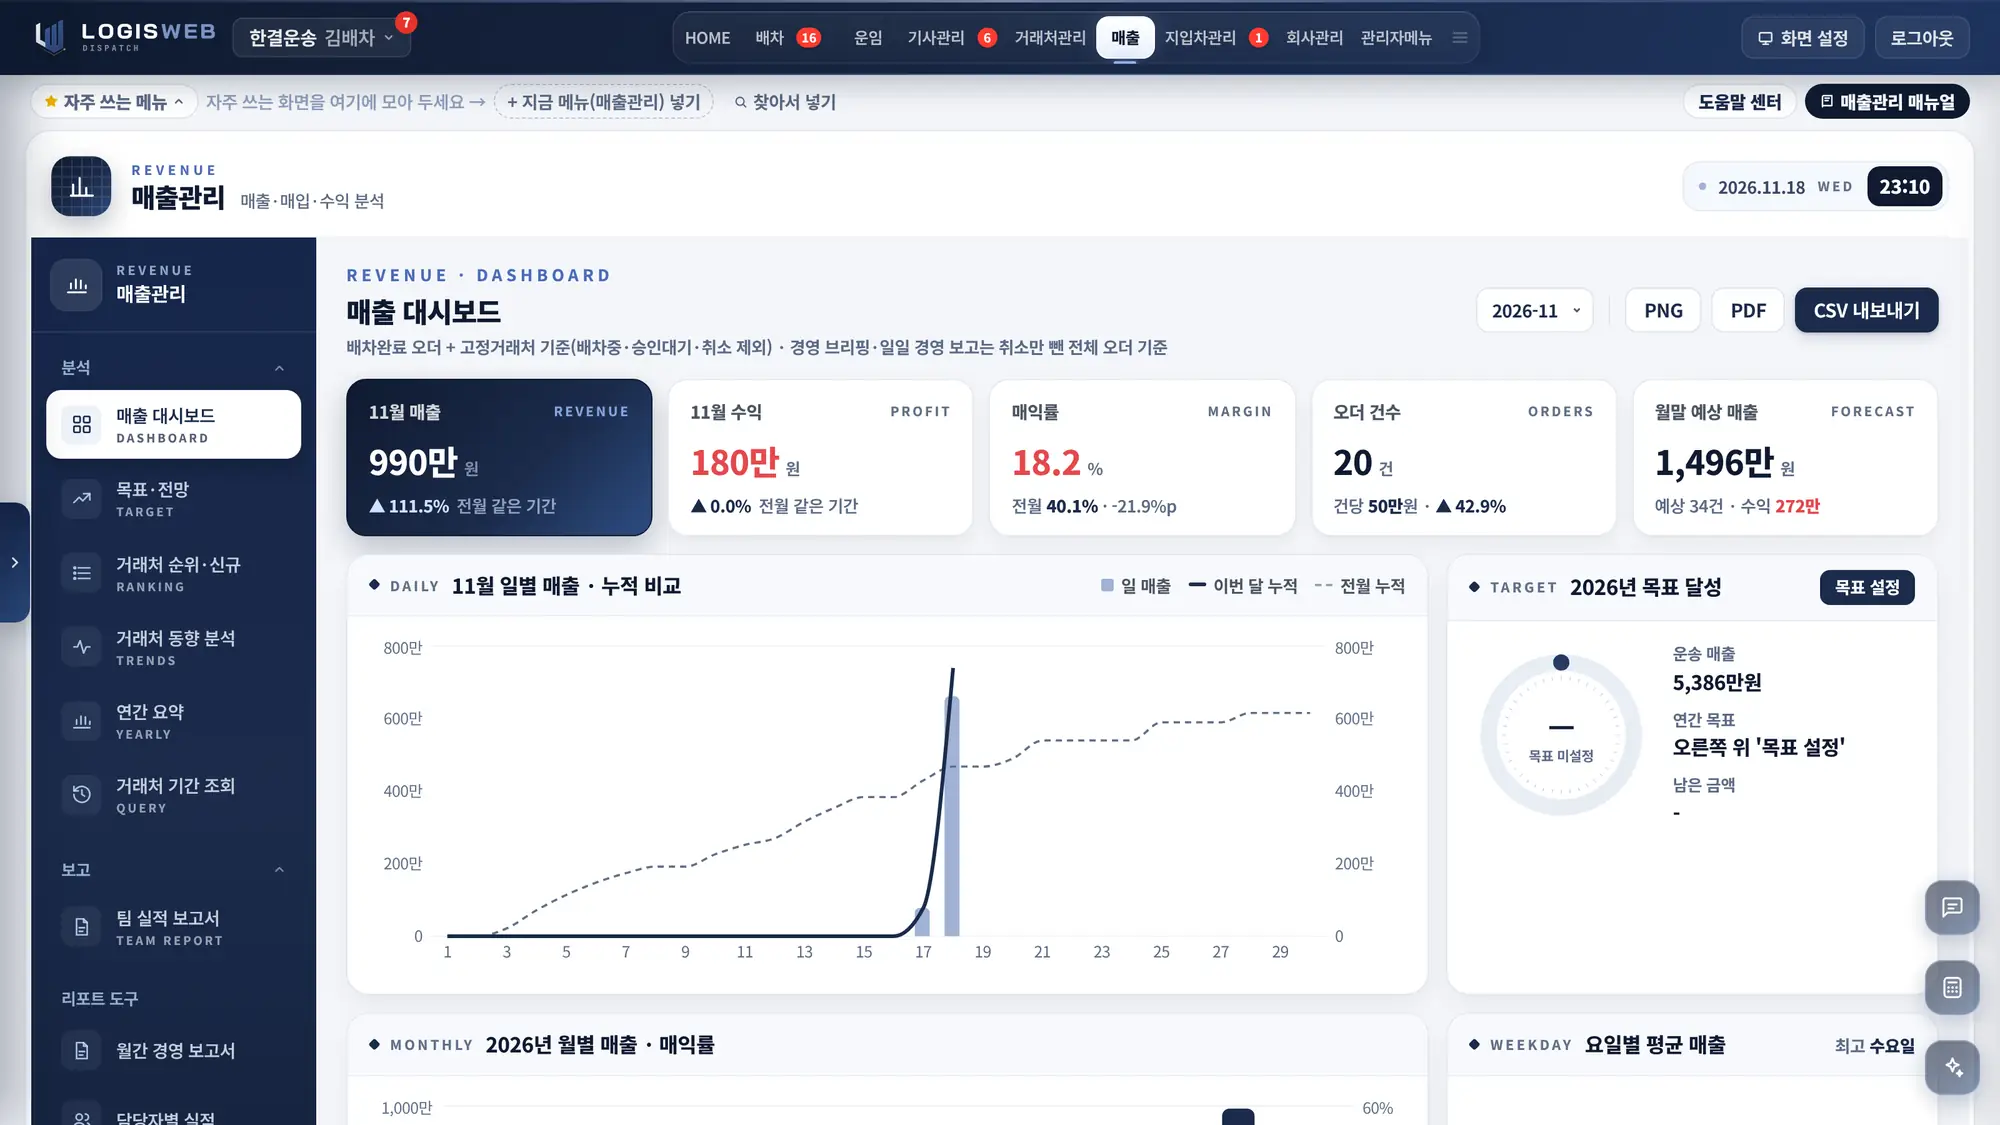 LOGISWEB
DISPATCH
한결운송 김배차
7
HOME
배차 16
운임
기사관리 6
거래처관리
매출
지입차관리 1
회사관리
관리자메뉴
화면 설정
로그아웃
자주 쓰는 메뉴
자주 쓰는 화면을 여기에 모아 두세요 →
+ 지금 메뉴(매출관리) 넣기
찾아서 넣기
도움말 센터
매출관리 매뉴얼
REVENUE
매출관리 매출·매입·수익 분석
2026.11.18 WED 23:10
REVENUE
매출관리
분석
매출 대시보드
DASHBOARD
목표·전망
TARGET
거래처 순위·신규
RANKING
거래처 동향 분석
TRENDS
연간 요약
YEARLY
거래처 기간 조회
QUERY
보고
팀 실적 보고서
TEAM REPORT
리포트 도구
월간 경영 보고서
담당자별 실적
REVENUE · DASHBOARD
매출 대시보드
배차완료 오더 + 고정거래처 기준(배차중·승인대기·취소 제외) · 경영 브리핑·일일 경영 보고는 취소만 뺀 전체 오더 기준
2026-11
PNG
PDF
CSV 내보내기
11월 매출 REVENUE
990만 원
▲111.5% 전월 같은 기간
11월 수익 PROFIT
180만 원
▲0.0% 전월 같은 기간
매익률 MARGIN
18.2 %
전월 40.1% · -21.9%p
오더 건수 ORDERS
20 건
건당 50만원 · ▲42.9%
월말 예상 매출 FORECAST
1,496만 원
예상 34건 · 수익 272만
DAILY 11월 일별 매출 · 누적 비교
일 매출 이번 달 누적 전월 누적
800만 800만
600만 600만
400만 400만
200만 200만
0 0
1 3 5 7 9 11 13 15 17 19 21 23 25 27 29
TARGET 2026년 목표 달성
목표 설정
—
목표 미설정
운송 매출
5,386만원
연간 목표
오른쪽 위 '목표 설정'
남은 금액
-
MONTHLY 2026년 월별 매출 · 매익률
1,000만 60%
WEEKDAY 요일별 평균 매출
최고 수요일